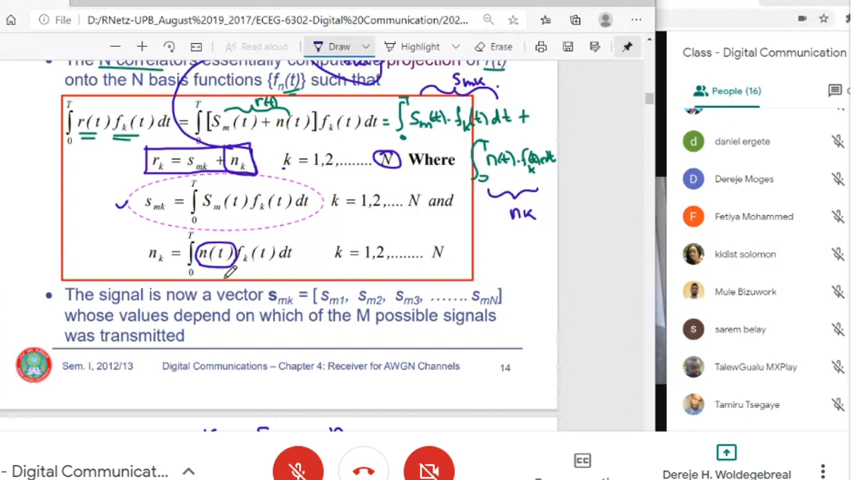 File
D:/RNetz-UPB_August%2019_2017/ECEG-6302-Digital%20Communication/202...
Read aloud Draw Highlight Erase
The N correlators essentially compute projection of r(t)
onto the N basis functions {fn(t)} such that
Smk
r(t)
∫0T r(t) fk(t) dt = ∫0T [Sm(t) + n(t)] fk(t) dt = ∫0T Sm(t). fk(t) dt +
rk = smk + nk k = 1,2,........ N Where ∫0T n(t). fk(t) dt
smk = ∫0T Sm(t) fk(t) dt k = 1,2,.... N and
nk
nk = ∫0T n(t) fk(t) dt k = 1,2,........ N
• The signal is now a vector smk = [ sm1, sm2, sm3, ....... smN]
whose values depend on which of the M possible signals
was transmitted
Sem. I, 2012/13 Digital Communications – Chapter 4: Receiver for AWGN Channels 14
- Digital Communicat...
Class - Digital Communication
People (16)
daniel ergete
Dereje Moges
Fetiya Mohammed
kidist solomon
Mule Bizuwork
sarem belay
TalewGualu MXPlay
Tamiru Tsegaye
Dereje H. Woldegebreal